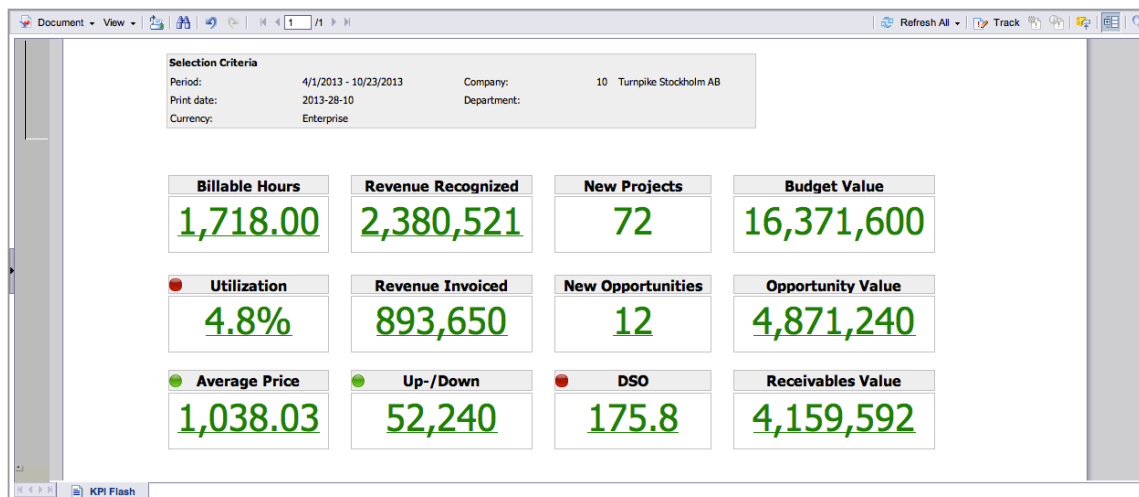 Document View 1 /1 Refresh All Track
Selection Criteria
Period: 4/1/2013 - 10/23/2013 Company: 10 Turnpike Stockholm AB
Print date: 2013-28-10 Department:
Currency: Enterprise
Billable Hours Revenue Recognized New Projects Budget Value
1,718.00 2,380,521 72 16,371,600
Utilization Revenue Invoiced New Opportunities Opportunity Value
4.8% 893,650 12 4,871,240
Average Price Up-/Down DSO Receivables Value
1,038.03 52,240 175.8 4,159,592
KPI Flash